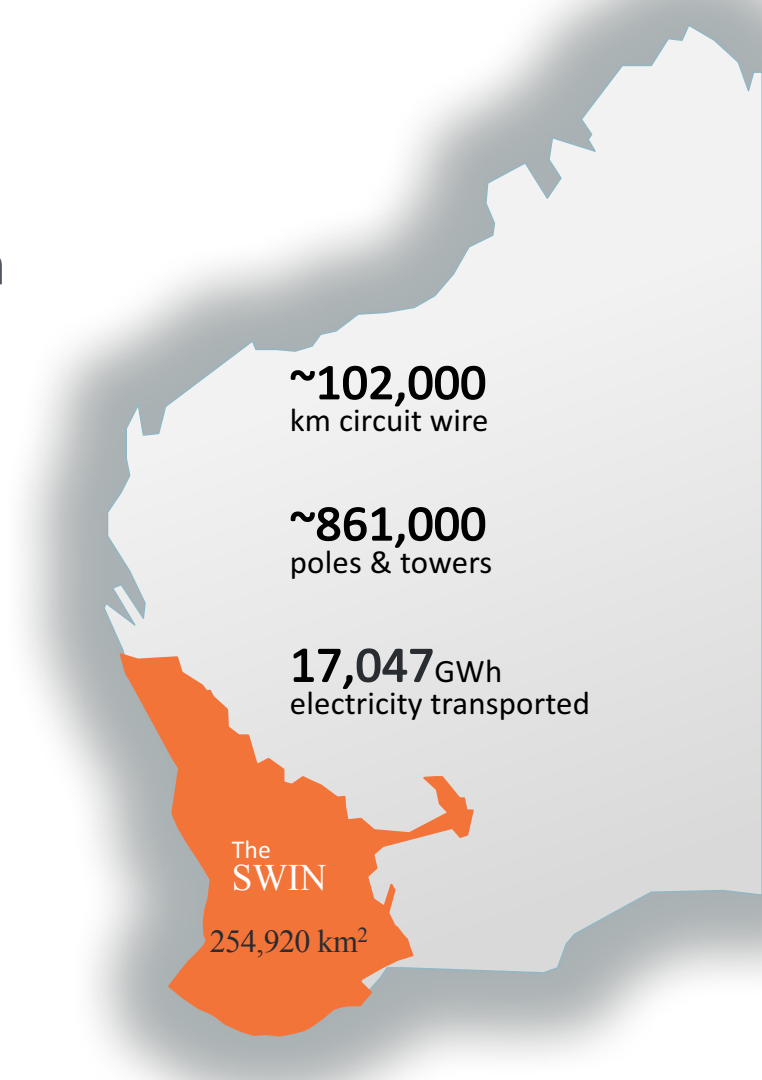 ~102,000
km circuit wire
~861,000
poles & towers
17,047GWh
electricity transported
The
SWIN
254,920 km²